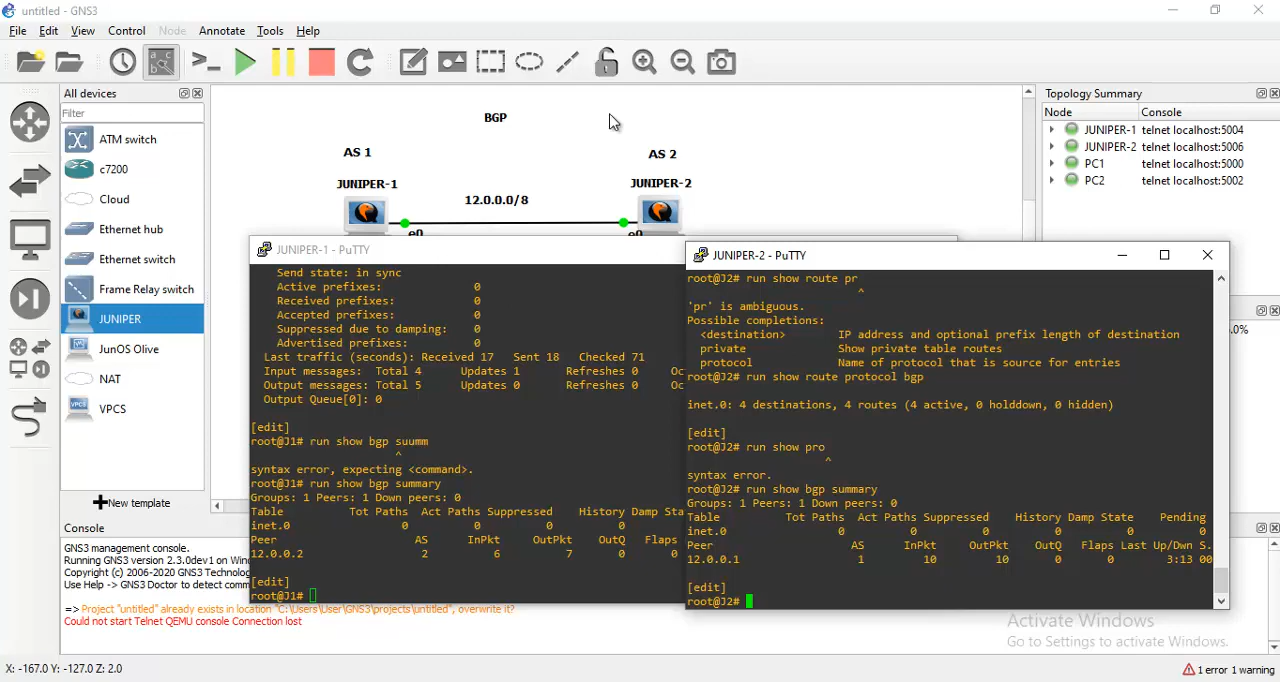 untitled - GNS3
File Edit View Control Node Annotate Tools Help
All devices
Filter
ATM switch
c7200
Cloud
Ethernet hub
Ethernet switch
Frame Relay switch
JUNIPER
JunOS Olive
NAT
VPCS
New template
BGP
AS 1
AS 2
JUNIPER-1
JUNIPER-2
12.0.0.0/8
e0
e0
Topology Summary
Node Console
JUNIPER-1 telnet localhost:5004
JUNIPER-2 telnet localhost:5006
PC1 telnet localhost:5000
PC2 telnet localhost:5002
.0%
JUNIPER-1 - PuTTY
Send state: in sync
Active prefixes: 0
Received prefixes: 0
Accepted prefixes: 0
Suppressed due to damping: 0
Advertised prefixes: 0
Last traffic (seconds): Received 17 Sent 18 Checked 71
Input messages: Total 4 Updates 1 Refreshes 0 Oc
Output messages: Total 5 Updates 0 Refreshes 0 Oc
Output Queue[0]: 0
[edit]
root@J1# run show bgp suumm
^
syntax error, expecting <command>.
root@J1# run show bgp summary
Groups: 1 Peers: 1 Down peers: 0
Table Tot Paths Act Paths Suppressed History Damp Sta
inet.0 0 0 0 0
Peer AS InPkt OutPkt OutQ Flaps
12.0.0.2 2 6 7 0 0
[edit]
root@J1#
JUNIPER-2 - PuTTY
root@J2# run show route pr
^
'pr' is ambiguous.
Possible completions:
<destination> IP address and optional prefix length of destination
private Show private table routes
protocol Name of protocol that is source for entries
root@J2# run show route protocol bgp
inet.0: 4 destinations, 4 routes (4 active, 0 holddown, 0 hidden)
[edit]
root@J2# run show pro
^
syntax error.
root@J2# run show bgp summary
Groups: 1 Peers: 1 Down peers: 0
Table Tot Paths Act Paths Suppressed History Damp State Pending
inet.0 0 0 0 0 0 0
Peer AS InPkt OutPkt OutQ Flaps Last Up/Dwn S.
12.0.0.1 1 10 10 0 0 3:13 00
[edit]
root@J2#
Console
GNS3 management console.
Running GNS3 version 2.3.0dev1 on Wind
Copyright (c) 2006-2020 GNS3 Technolog
Use Help -> GNS3 Doctor to detect comm
=> Project "untitled" already exists in location "C:\Users\User\GNS3\projects\untitled", overwrite it?
Could not start Telnet QEMU console Connection lost
Activate Windows
Go to Settings to activate Windows.
X: -167.0 Y: -127.0 Z: 2.0
1 error 1 warning